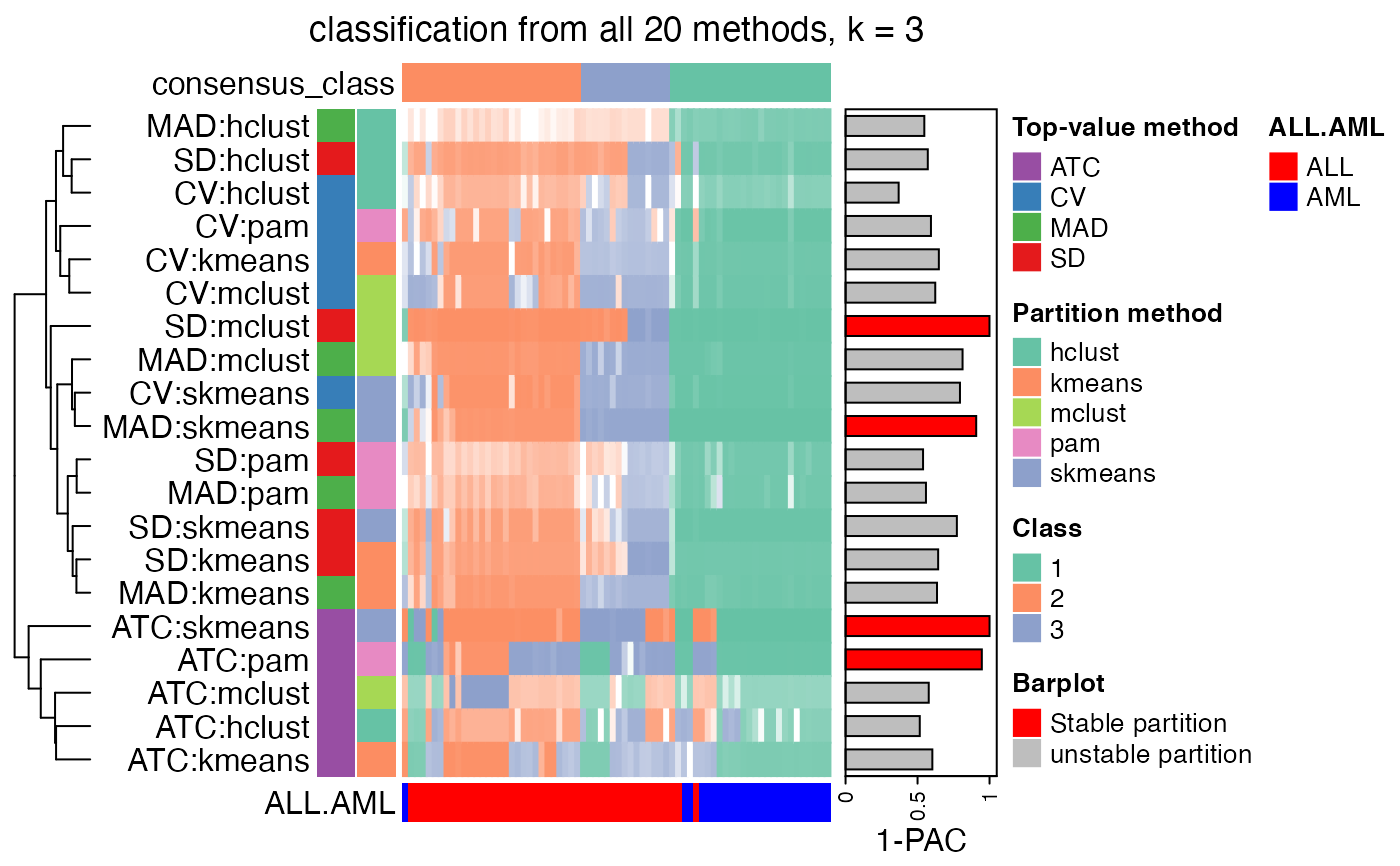 classification from all 20 methods, k = 3
consensus_class
MAD:hclust
SD:hclust
CV:hclust
CV:pam
CV:kmeans
CV:mclust
SD:mclust
MAD:mclust
CV:skmeans
MAD:skmeans
SD:pam
MAD:pam
SD:skmeans
SD:kmeans
MAD:kmeans
ATC:skmeans
ATC:pam
ATC:mclust
ATC:hclust
ATC:kmeans
ALL.AML
0
0.5
1
1-PAC
Top-value method
ATC
CV
MAD
SD
Partition method
hclust
kmeans
mclust
pam
skmeans
Class
1
2
3
Barplot
Stable partition
unstable partition
ALL.AML
ALL
AML